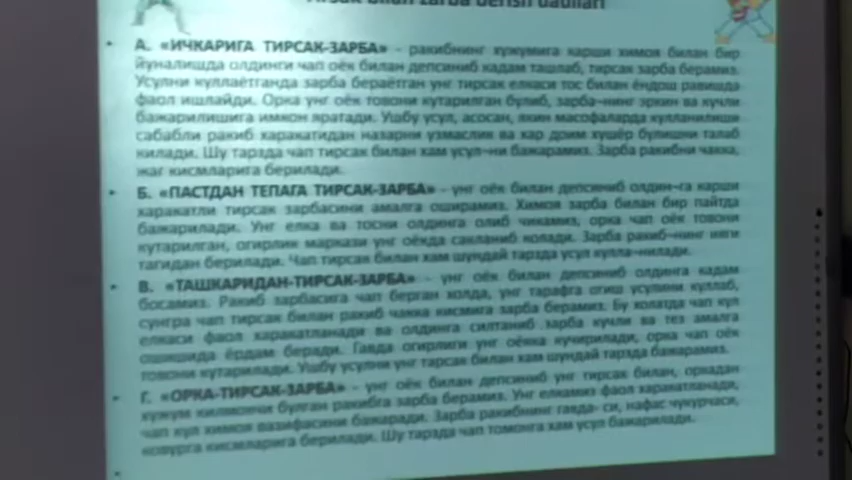 Tirsak bilan zarba berish usullari
А. «ИЧКАРИГА ТИРСАК-ЗАРБА» - ракибнинг хужумига карши химоя билан бир
йуналишда олдинги чап оёк билан депсиниб кадам ташлаб, тирсак зарба берамиз.
Усулни куллаётганда зарба бераётган унг тирсак елкаси тос билан ёндош равишда
фаол ишлайди. Орка унг оёк товони кутарилган булиб, зарба-нинг эркин ва кучли
бажарилишига имкон яратади. Ушбу усул, асосан, якин масофаларда кулланилиши
сабабли ракиб харакатидан назарни узмаслик ва хар доим хушёр булишни талаб
килади. Шу тарзда чап тирсак билан хам усул-ни бажарамиз. Зарба ракибни чакка,
жаг кисмларига берилади.
Б. «ПАСТДАН ТЕПАГА ТИРСАК-ЗАРБА» - унг оёк билан депсиниб олдин-га карши
харакатли тирсак зарбасини амалга оширамиз. Химоя зарба билан бир пайтда
бажарилади. Унг елка ва тосни олдинга олиб чикамиз, орка чап оёк товони
кутарилган, огирлик маркази унг оёкда сакланиб колади. Зарба ракиб-нинг ияги
тагидан берилади. Чап тирсак билан хам шундай тарзда усул кулла-нилади.
В. «ТАШКАРИДАН-ТИРСАК-ЗАРБА» - унг оёк билан депсиниб олдинга кадам
босамиз. Ракиб зарбасига чап берган холда, унг тарафга огиш усулини куллаб,
сунгра чап тирсак билан ракиб чакка кисмига зарба берамиз. Бу холатда чап кул
елкаси фаол харакатланади ва олдинга силтаниб зарба кучли ва тез амалга
ошишида ёрдам беради. Гавда огирлиги унг оёкка кучирилади, орка чап оёк
товони кутарилади. Ушбу усулни унг тарсак билан хам шундай тарзда бажарамиз.
Г. «ОРКА-ТИРСАК-ЗАРБА» - унг оёк билан депсиниб унг тирсак билан, оркадан
хужум килмокчи булган ракибга зарба берамиз. Унг елкамиз фаол харакатланади,
чап кул химоя вазифасини бажаради. Зарба ракибнинг гавда- си, нафас чукурчаси,
ковурга кисмларига берилади. Шу тарзда чап томонга хам усул бажарилади.